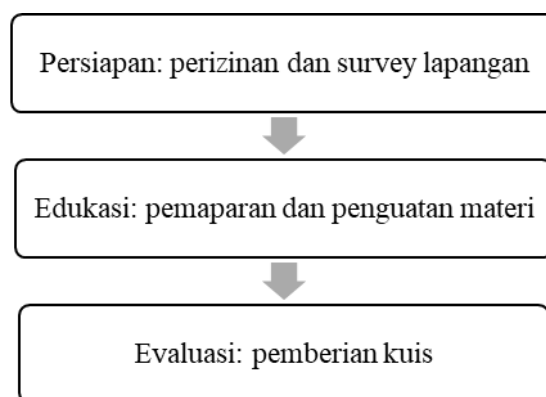 Persiapan: perizinan dan survey lapangan
Edukasi: pemaparan dan penguatan materi
Evaluasi: pemberian kuis